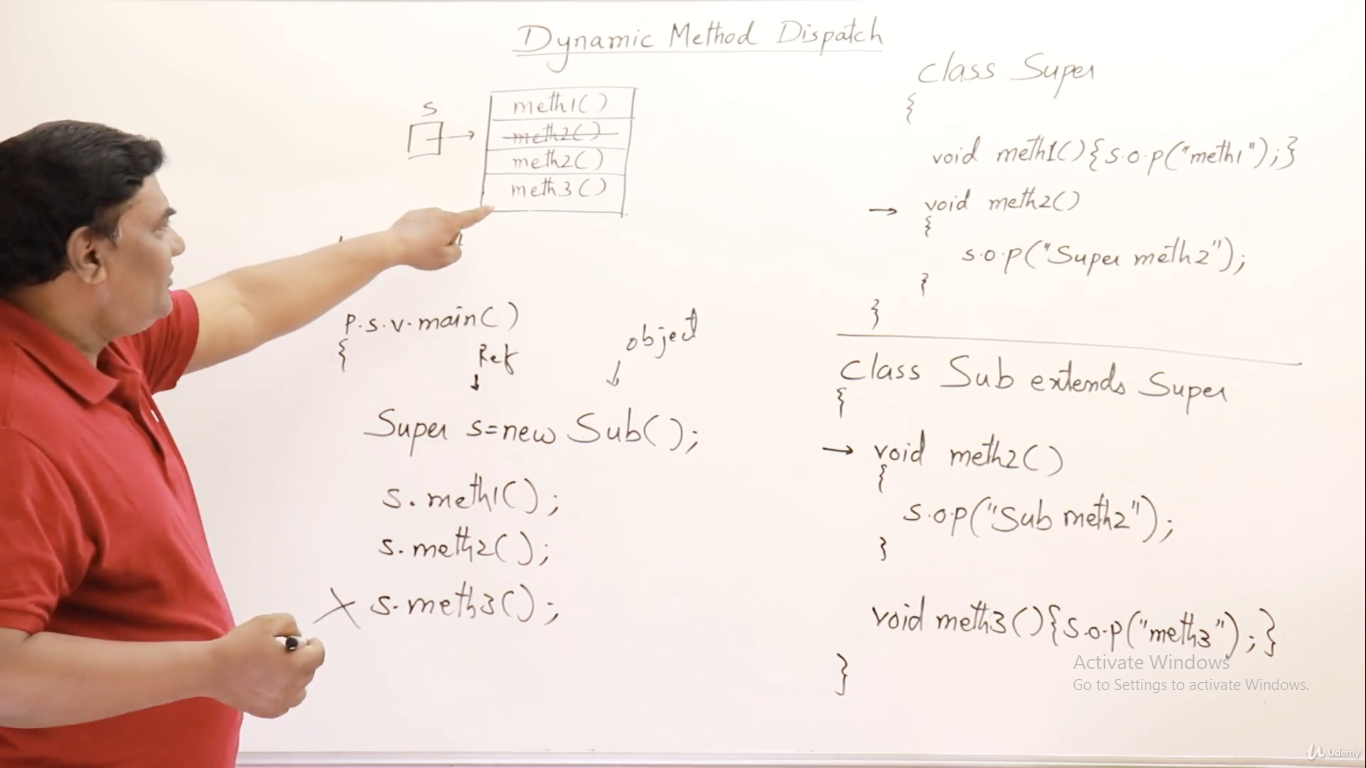 Dynamic Method Dispatch
s
meth1()
meth2()
meth2()
meth3()
p.s.v.main()
{
Ref
object
Super s=new Sub();
s.meth1();
s.meth2();
X s.meth3();
class Super
{
void meth1(){s.o.p("meth1");}
→ void meth2()
{
s.o.p("Super meth2");
}
}
class Sub extends Super
{
→ void meth2()
{
s.o.p("Sub meth2");
}
void meth3(){s.o.p("meth3");}
}
Activate Windows
Go to Settings to activate Windows.
Udemy